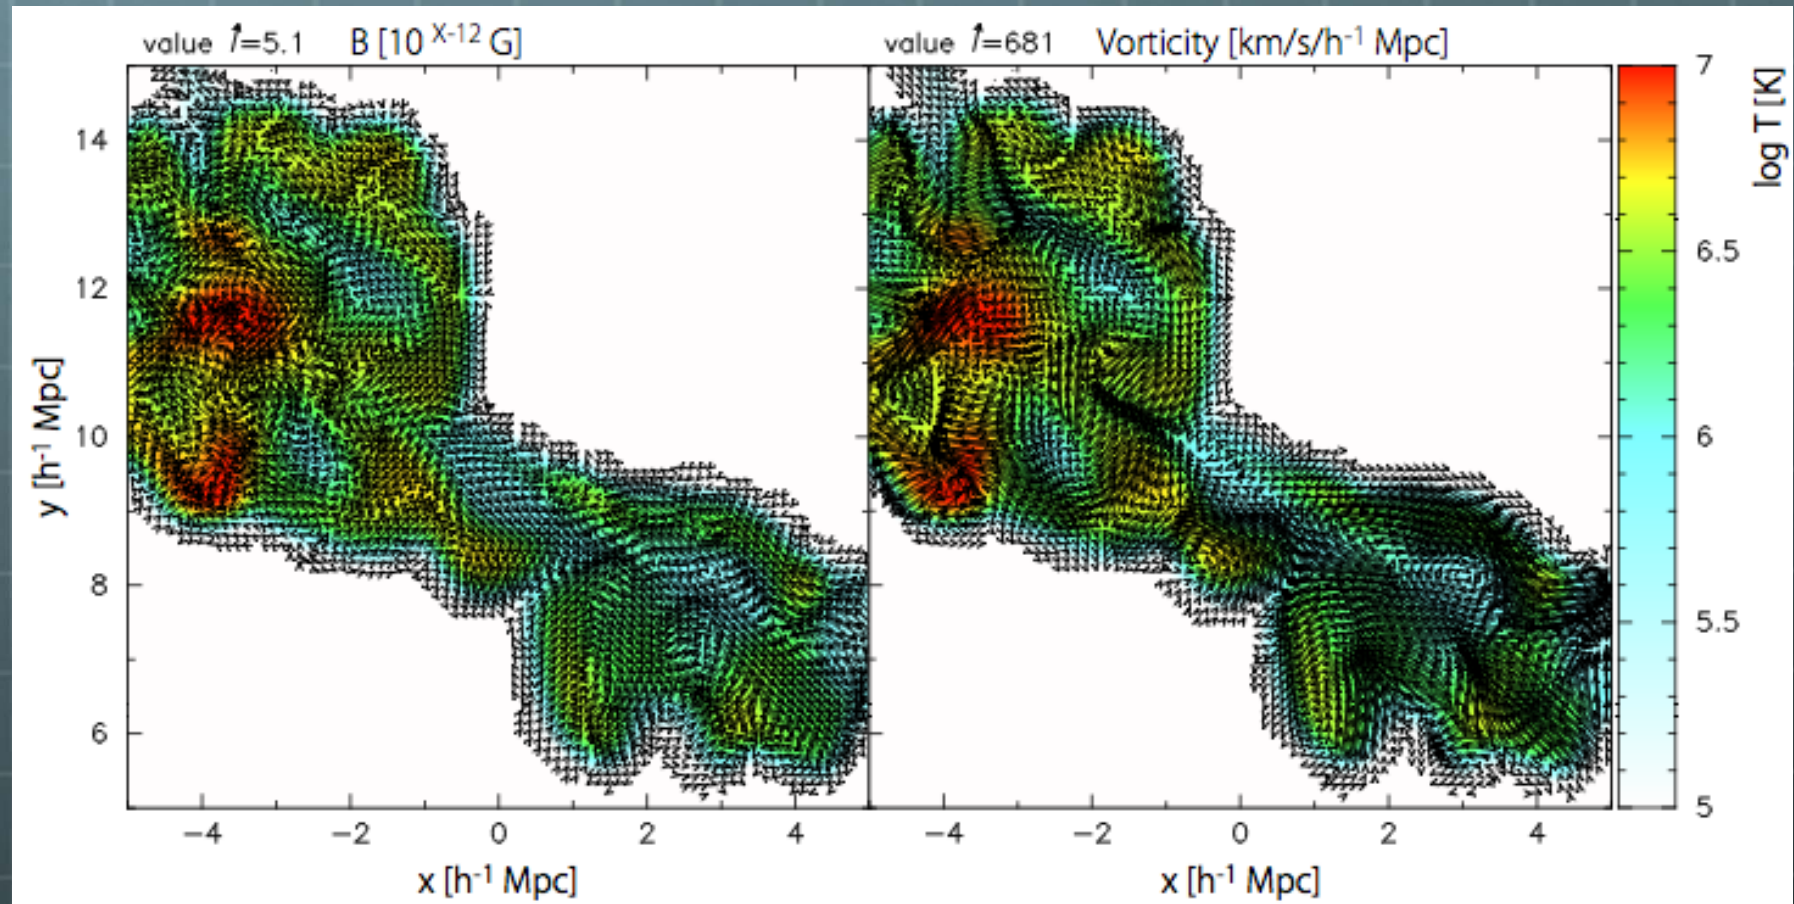 value ↑=5.1 B [10 X-12 G]
value ↑=681 Vorticity [km/s/h-1 Mpc]
14
12
10
8
6
y [h-1 Mpc]
−4 −2 0 2 4
x [h-1 Mpc]
−4 −2 0 2 4
x [h-1 Mpc]
7
6.5
6
5.5
5
log T [K]